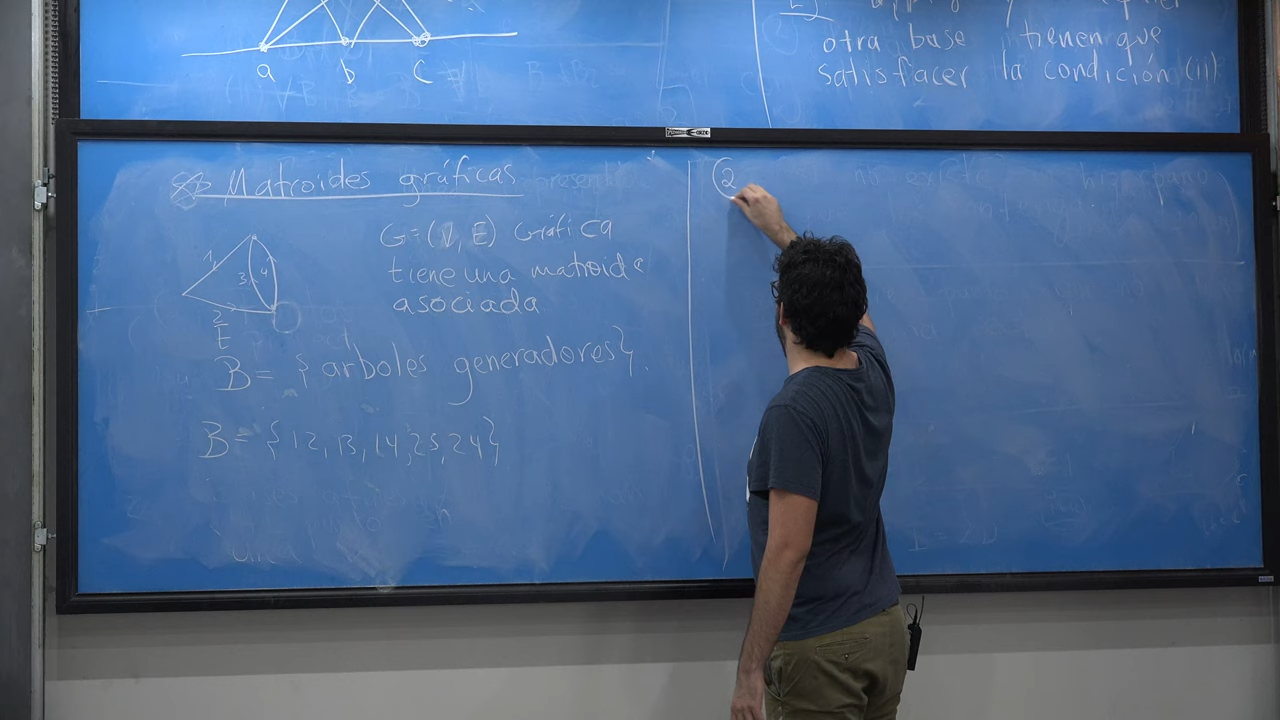 a b c
otra base tienen que
satisfacer la condición (II)
Matroides gráficas
G=(V,E) Gráfica
tiene una matroide
asociada
1 3 4
2
E
B = {arboles generadores}.
B = {12, 13, 14, 23, 24}
2